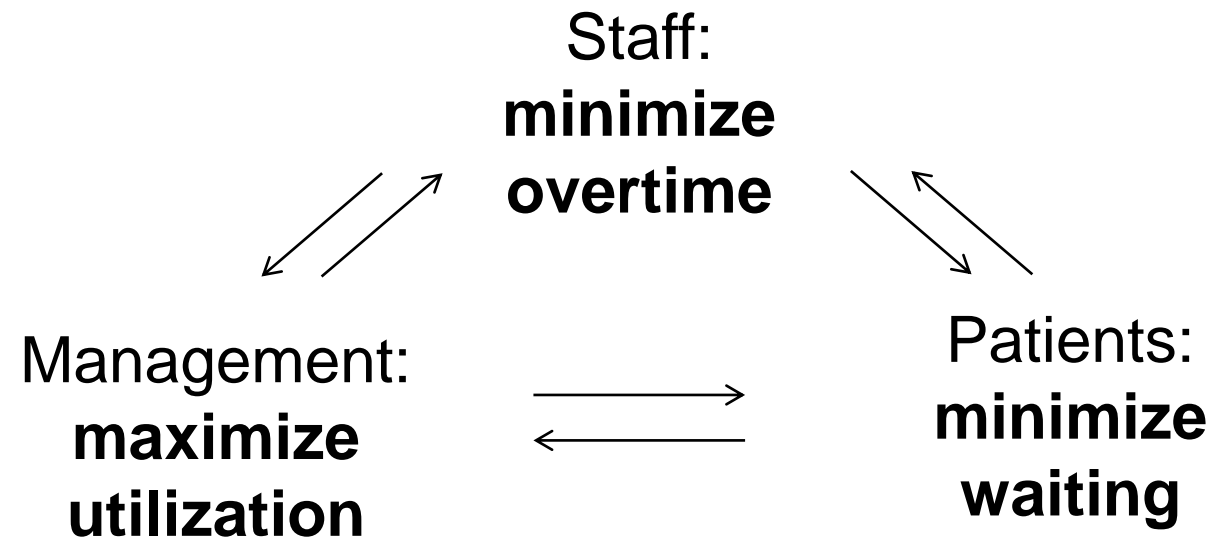 Staff:
minimize
overtime
Management:
maximize
utilization
Patients:
minimize
waiting